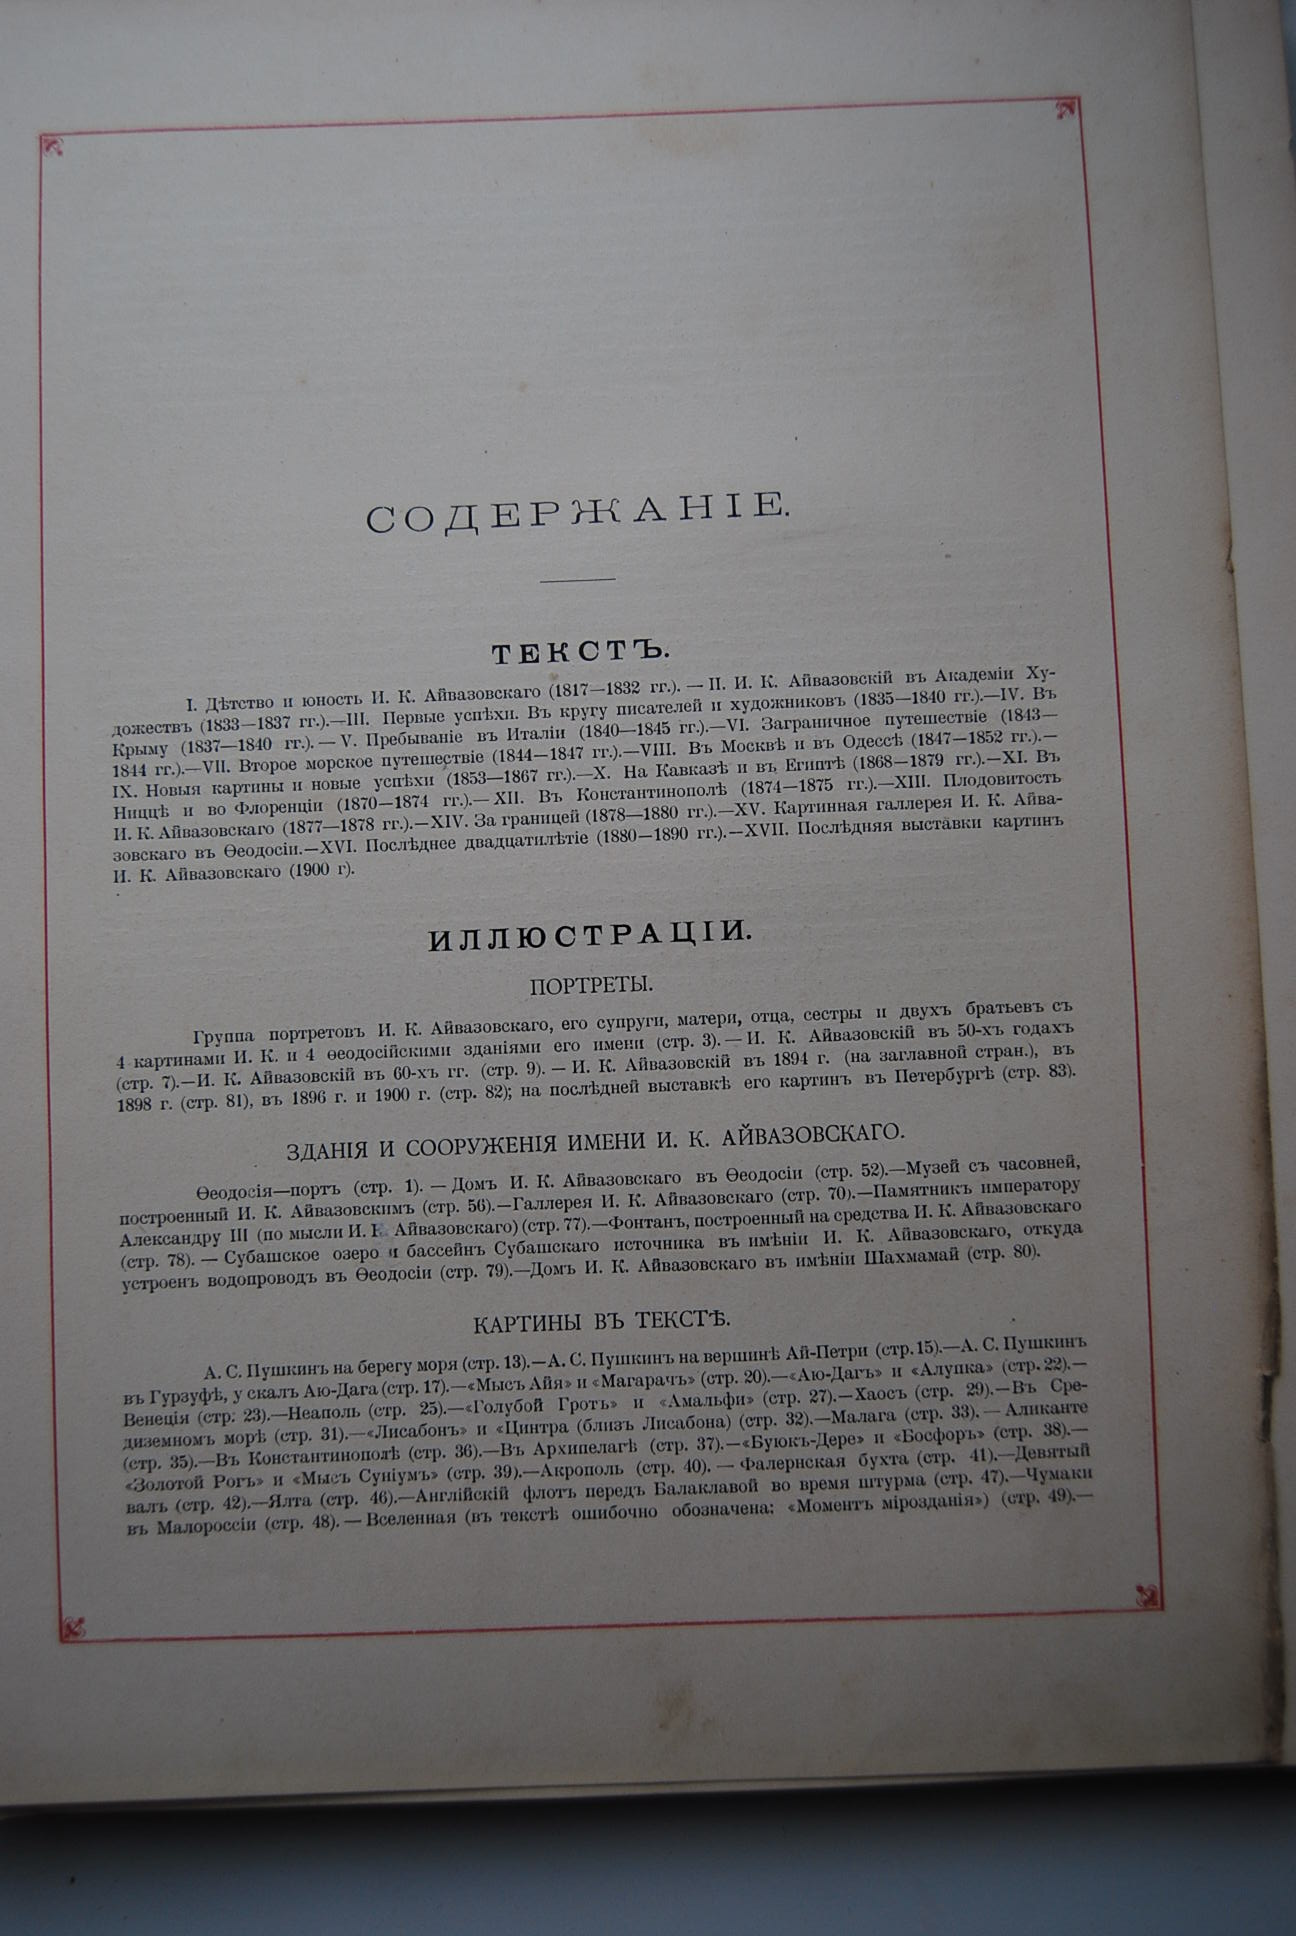 СОДЕРЖАНІЕ.
ТЕКСТЪ.
I. Дѣтство и юность И. К. Айвазовскаго (1817—1832 гг.). — II. И. К. Айвазовскій въ Академіи Ху-
дожествъ (1833—1837 гг.).—III. Первые успѣхи. Въ кругу писателей и художниковъ (1835—1840 гг.).—IV. Въ
Крыму (1837—1840 гг.). — V. Пребываніе въ Италіи (1840—1845 гг.).—VI. Заграничное путешествіе (1843—
1844 гг.).—VII. Второе морское путешествіе (1844—1847 гг.).—VIII. Въ Москвѣ и въ Одессѣ (1847—1852 гг.).—
IX. Новыя картины и новые успѣхи (1853—1867 гг.).—X. На Кавказѣ и въ Египтѣ (1868—1879 гг.).—XI. Въ
Ниццѣ и во Флоренціи (1870—1874 гг.).—XII. Въ Константинополѣ (1874—1875 гг.).—XIII. Плодовитость
И. К. Айвазовскаго (1877—1878 гг.).—XIV. За границей (1878—1880 гг.).—XV. Картинная галлерея И. К. Айва-
зовскаго въ Ѳеодосіи.—XVI. Послѣднее двадцатилѣтіе (1880—1890 гг.).—XVII. Послѣдняя выставки картинъ
И. К. Айвазовскаго (1900 г).
ИЛЛЮСТРАЦІИ.
ПОРТРЕТЫ.
Группа портретовъ И. К. Айвазовскаго, его супруги, матери, отца, сестры и двухъ братьевъ съ
4 картинами И. К. и 4 ѳеодосійскими зданіями его имени (стр. 3). — И. К. Айвазовскій въ 50-хъ годахъ
(стр. 7).—И. К. Айвазовскій въ 60-хъ гг. (стр. 9). — И. К. Айвазовскій въ 1894 г. (на заглавной стран.), въ
1898 г. (стр. 81), въ 1896 г. и 1900 г. (стр. 82); на послѣдней выставкѣ его картинъ въ Петербургѣ (стр. 83).
ЗДАНІЯ И СООРУЖЕНІЯ ИМЕНИ И. К. АЙВАЗОВСКАГО.
Ѳеодосія—портъ (стр. 1). — Домъ И. К. Айвазовскаго въ Ѳеодосіи (стр. 52).—Музей съ часовней,
построенный И. К. Айвазовскимъ (стр. 56).—Галлерея И. К. Айвазовскаго (стр. 70).—Памятникъ императору
Александру III (по мысли И. К. Айвазовскаго) (стр. 77).—Фонтанъ, построенный на средства И. К. Айвазовскаго
(стр. 78). — Субашское озеро и бассейнъ Субашскаго источника въ имѣніи И. К. Айвазовскаго, откуда
устроенъ водопроводъ въ Ѳеодосіи (стр. 79).—Домъ И. К. Айвазовскаго въ имѣніи Шахмамай (стр. 80).
КАРТИНЫ ВЪ ТЕКСТѢ.
А. С. Пушкинъ на берегу моря (стр. 13).—А. С. Пушкинъ на вершинѣ Ай-Петри (стр. 15).—А. С. Пушкинъ
въ Гурзуфѣ, у скалъ Аю-Дага (стр. 17).—«Мысъ Айя» и «Магарачъ» (стр. 20).—«Аю-Дагъ» и «Алупка» (стр. 22).—
Венеція (стр. 23).—Неаполь (стр. 25).—«Голубой Гротъ» и «Амальфи» (стр. 27).—Хаосъ (стр. 29).—Въ Сре-
диземномъ морѣ (стр. 31).—«Лисабонъ» и «Цинтра (близъ Лисабона) (стр. 32).—Малага (стр. 33). — Аликанте
(стр. 35).—Въ Константинополѣ (стр. 36).—Въ Архипелагѣ (стр. 37).—«Буюкъ-Дере» и «Босфоръ» (стр. 38).—
«Золотой Рогъ» и «Мысъ Суніумъ» (стр. 39).—Акрополь (стр. 40). — Фалернская бухта (стр. 41).—Девятый
валъ (стр. 42).—Ялта (стр. 46).—Англійскій флотъ передъ Балаклавой во время штурма (стр. 47).—Чумаки
въ Малороссіи (стр. 48). — Вселенная (въ текстѣ ошибочно обозначена: «Моментъ мірозданія») (стр. 49).—